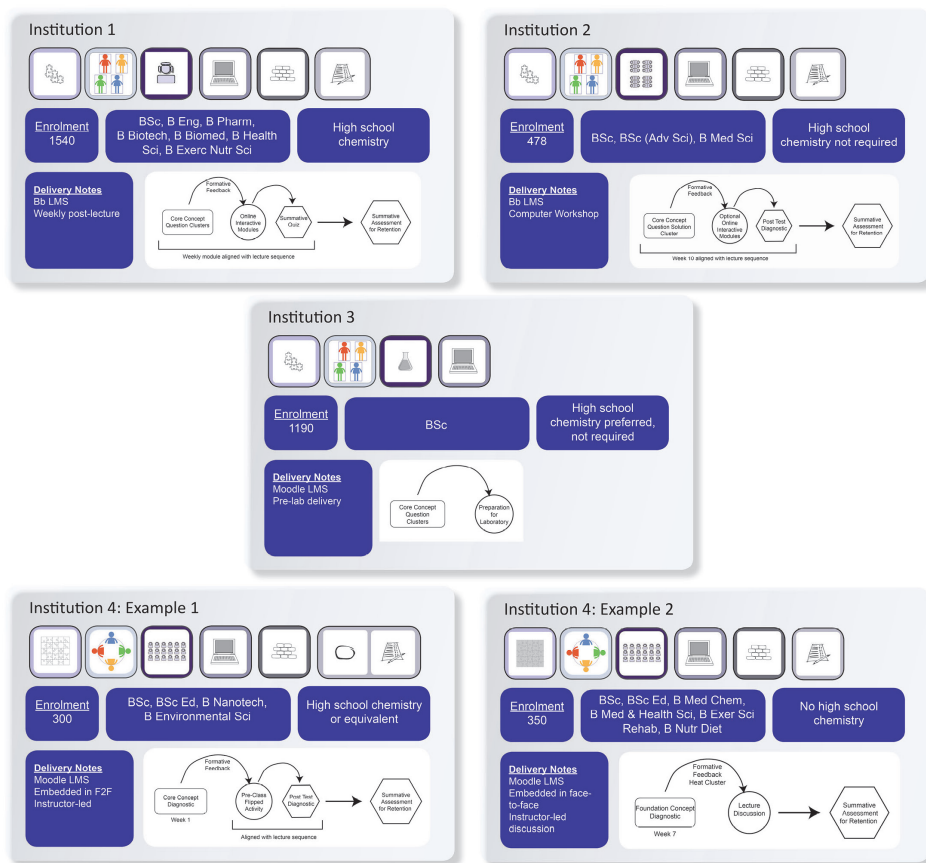 Institution 1
Enrolment
1540
BSc, B Eng, B Pharm,
B Biotech, B Biomed, B Health
Sci, B Exerc Nutr Sci
High school
chemistry
Delivery Notes
Bb LMS
Weekly post-lecture
Formative
Feedback
Core Concept
Question Clusters
Online
Interactive
Modules
Summative
Quiz
Summative
Assessment
for Retention
Weekly module aligned with lecture sequence
Institution 2
Enrolment
478
BSc, BSc (Adv Sci), B Med Sci
High school
chemistry not required
Delivery Notes
Bb LMS
Computer Workshop
Formative
Feedback
Core Concept
Question Solution
Cluster
Optional
Online
Interactive
Modules
Post Test
Diagnostic
Summative
Assessment
for Retention
Week 10 aligned with lecture sequence
Institution 3
Enrolment
1190
BSc
High school
chemistry preferred,
not required
Delivery Notes
Moodle LMS
Pre-lab delivery
Core Concept
Question
Clusters
Preparation
for
Laboratory
Institution 4: Example 1
Enrolment
300
BSc, BSc Ed, B Nanotech,
B Environmental Sci
High school chemistry
or equivalent
Delivery Notes
Moodle LMS
Embedded in F2F
Instructor-led
Formative
Feedback
Core Concept
Diagnostic
Week 1
Pre-Class
Flipped
Activity
Post Test
Diagnostic
Summative
Assessment
for Retention
Aligned with lecture sequence
Institution 4: Example 2
Enrolment
350
BSc, BSc Ed, B Med Chem,
B Med & Health Sci, B Exer Sci
Rehab, B Nutr Diet
No high school
chemistry
Delivery Notes
Moodle LMS
Embedded in face-
to-face
Instructor-led
discussion
Formative
Feedback
Heat Cluster
Foundation Concept
Diagnostic
Week 7
Lecture
Discussion
Summative
Assessment
for Retention